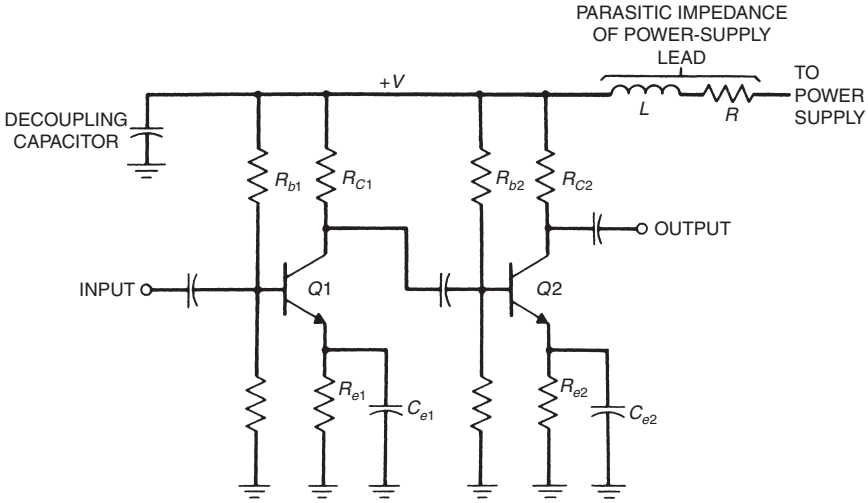 PARASITIC IMPEDANCE
OF POWER-SUPPLY
LEAD
TO
POWER
SUPPLY
+V
L
R
DECOUPLING
CAPACITOR
Rb1
RC1
Rb2
RC2
OUTPUT
INPUT
Q1
Q2
Re1
Ce1
Re2
Ce2